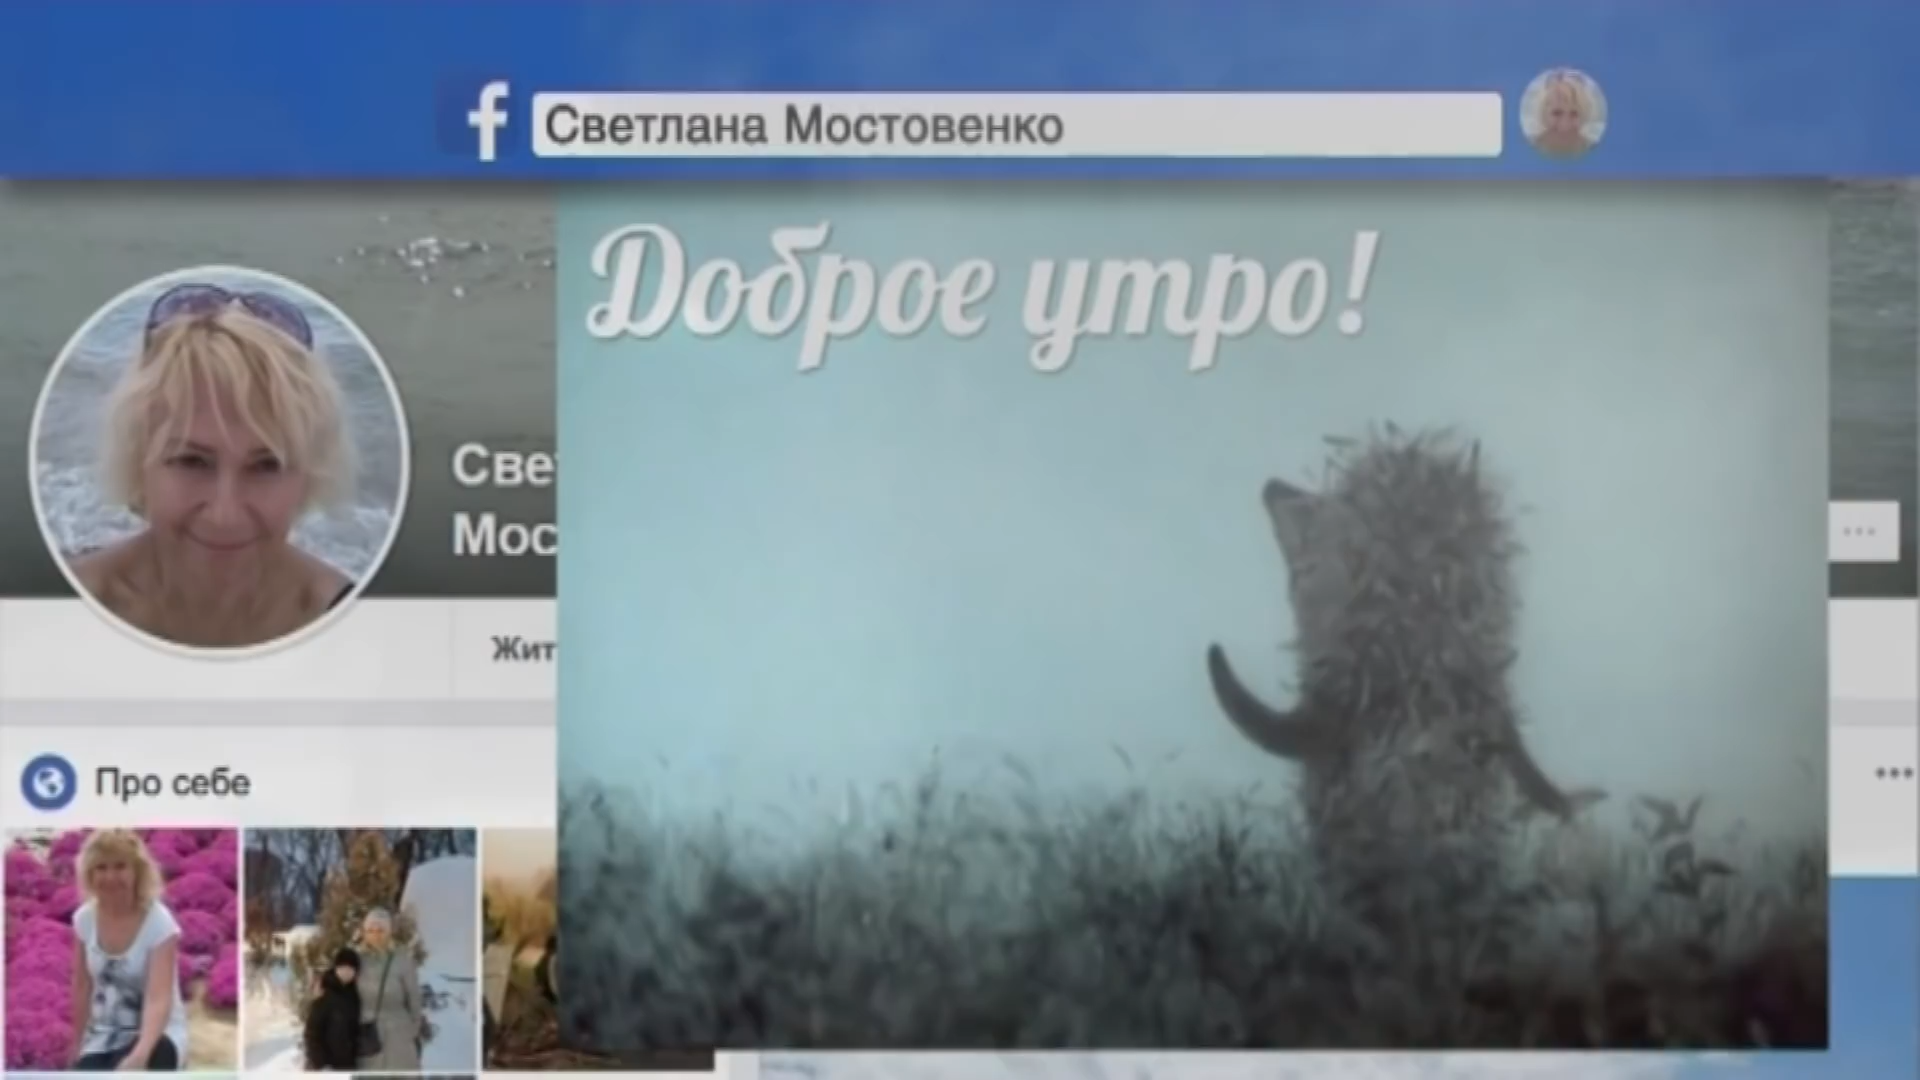 f Светлана Мостовенко
Доброе утро!
Све
Мос
Жит
Про себе